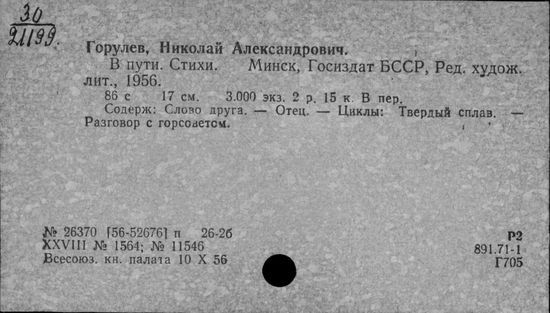 30
21199.
Горулев, Николай Александрович.
В пути. Стихи. Минск, Госиздат БССР, Ред. худож.
лит., 1956.
86 с 17 см. 3.000 экз. 2 р. 15 к. В пер.
Содерж: Слово друга. — Отец. — Циклы: Твердый сплав. —
Разговор с горсоветом.
№ 26370 [56-52676] п 26-2б
XXVIII № 1564; № 11546
Всесоюз. кн. палата 10 X 56
Р2
891.71-1
Г705